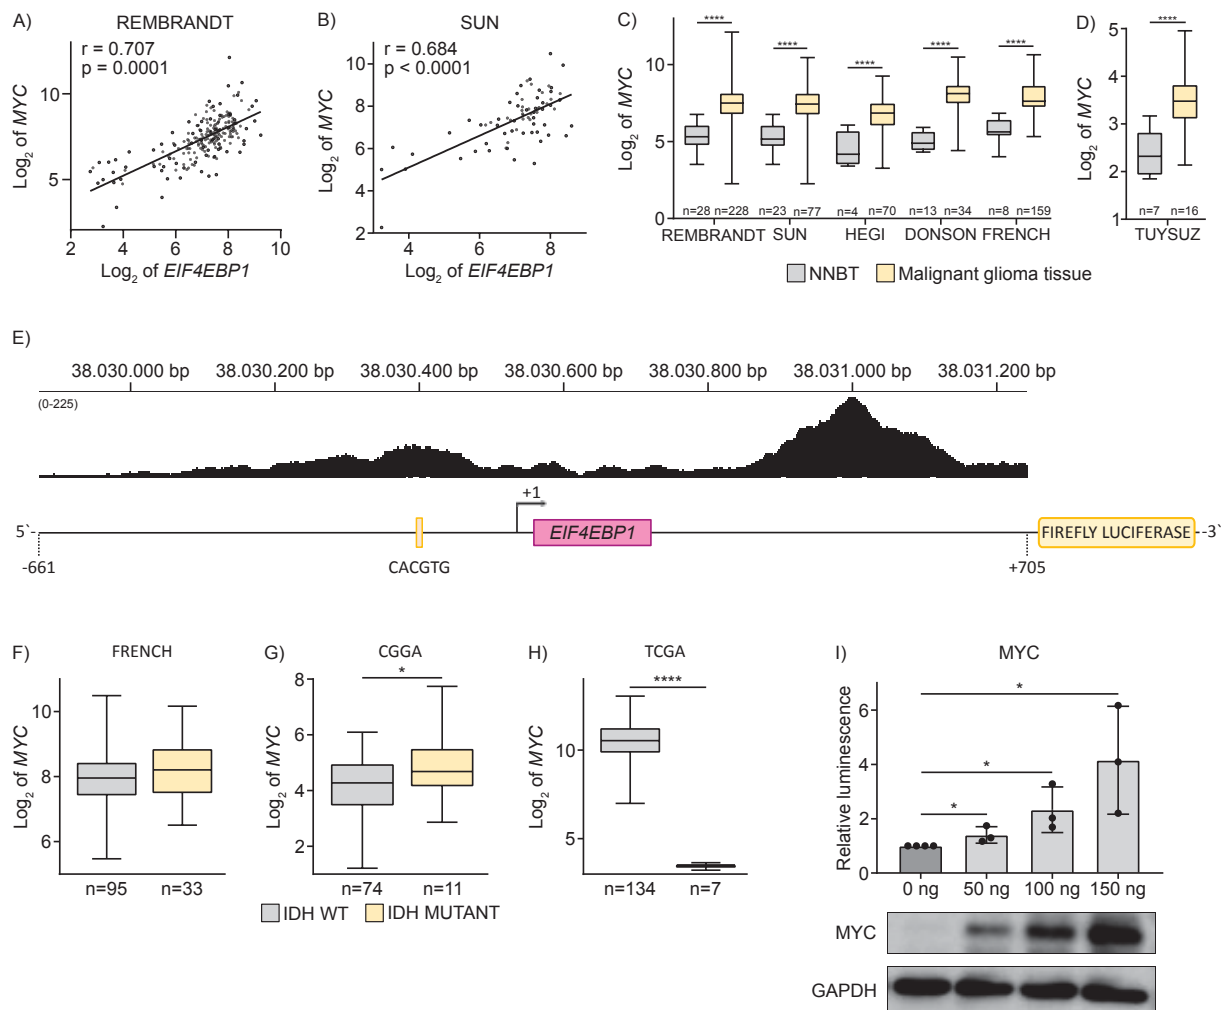 A)
REMBRANDT
r = 0.707
p = 0.0001
Log2 of MYC
10
5
2
4
6
8
10
Log2 of EIF4EBP1
B)
SUN
r = 0.684
p < 0.0001
Log2 of MYC
10
8
6
4
2
4
6
8
Log2 of EIF4EBP1
C)
Log2 of MYC
10
5
0
****
****
****
****
****
n=28 n=228
n=23 n=77
n=4 n=70
n=13 n=34
n=8 n=159
REMBRANDT
SUN
HEGI
DONSON
FRENCH
NNBT
Malignant glioma tissue
D)
Log2 of MYC
5
4
3
2
1
****
n=7 n=16
TUYSUZ
E)
38.030.000 bp
38.030.200 bp
38.030.400 bp
38.030.600 bp
38.030.800 bp
38.031.000 bp
38.031.200 bp
(0-225)
+1
5`-
EIF4EBP1
FIREFLY LUCIFERASE
-3`
-661
CACGTG
+705
F)
FRENCH
Log2 of MYC
10
8
6
n=95
n=33
G)
CGGA
*
Log2 of MYC
8
6
4
2
n=74
n=11
IDH WT
IDH MUTANT
H)
TCGA
****
Log2 of MYC
10
5
n=134
n=7
I)
MYC
Relative luminescence
6
4
2
0
*
*
*
0 ng
50 ng
100 ng
150 ng
MYC
GAPDH